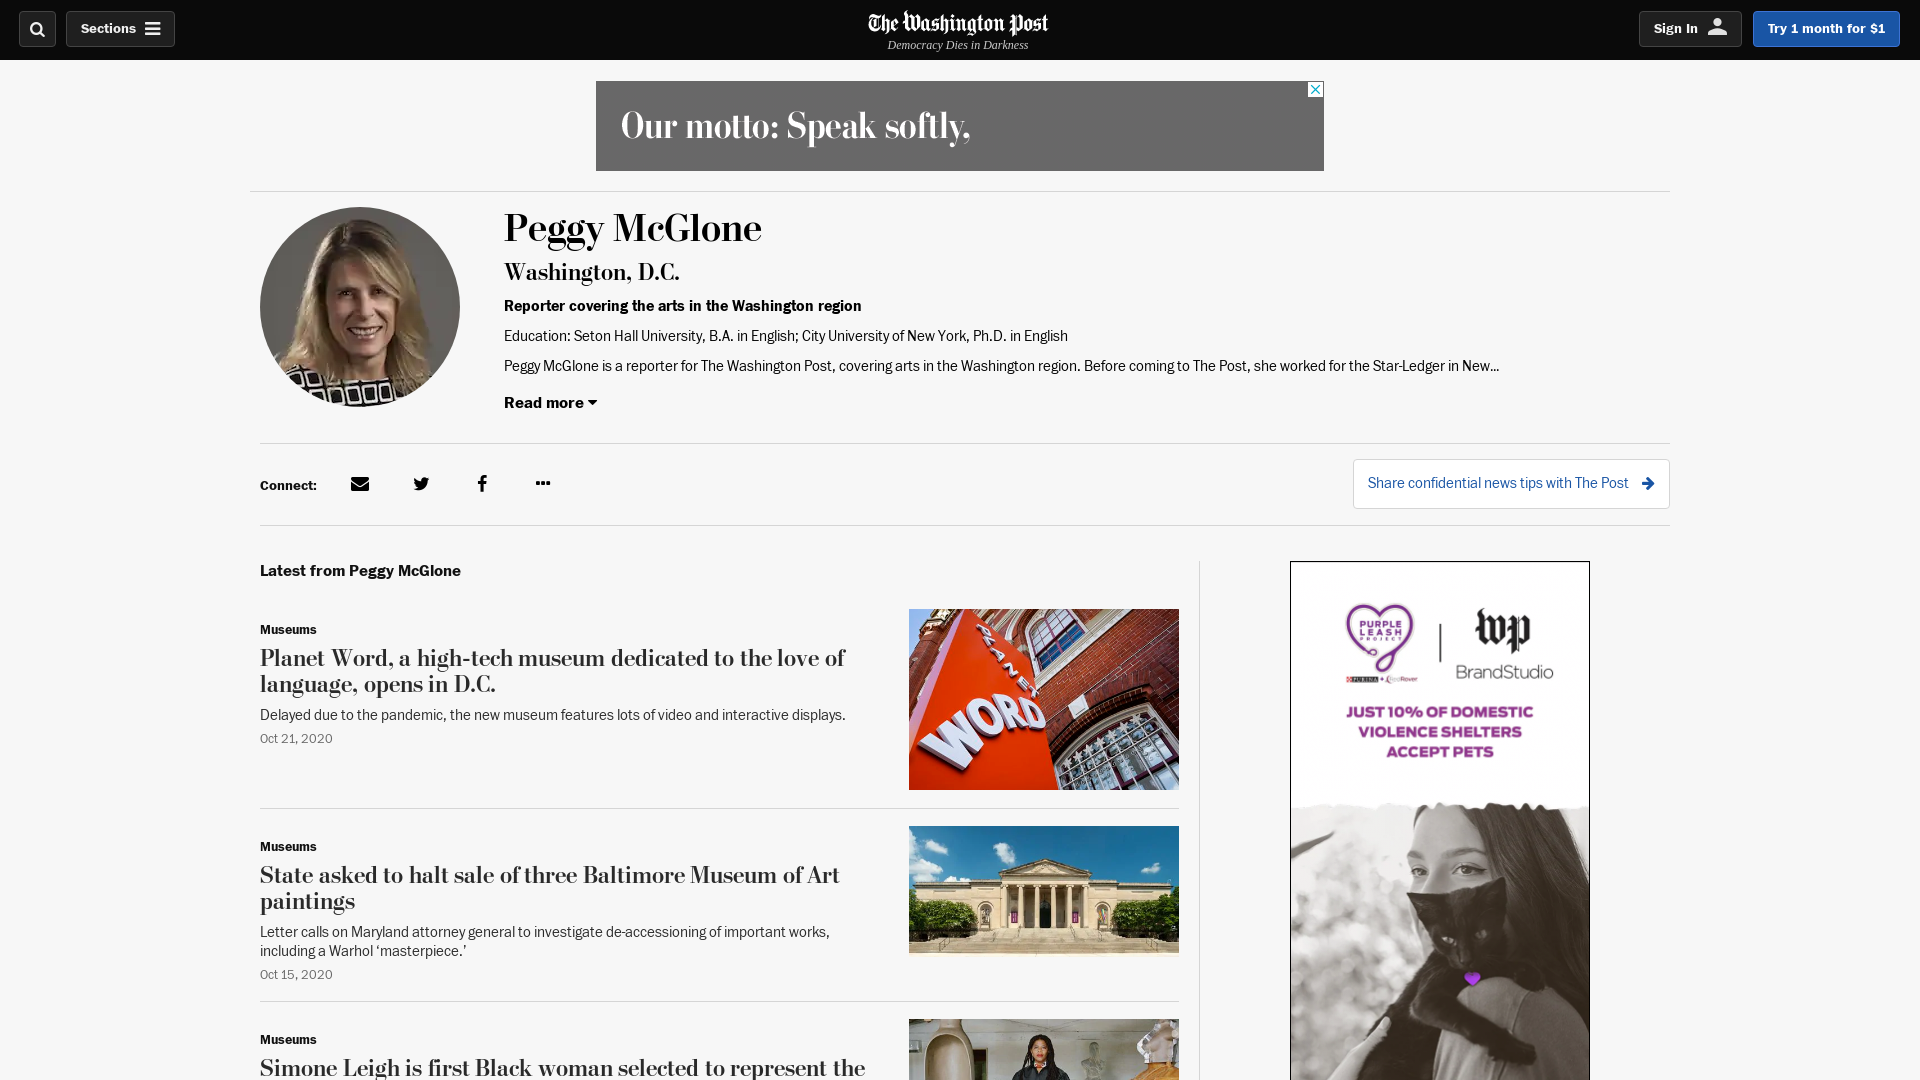 Sections
The Washington Post
Democracy Dies in Darkness
Sign In
Try 1 month for $1
Our motto: Speak softly,
Peggy McGlone
Washington, D.C.
Reporter covering the arts in the Washington region
Education: Seton Hall University, B.A. in English; City University of New York, Ph.D. in English
Peggy McGlone is a reporter for The Washington Post, covering arts in the Washington region. Before coming to The Post, she worked for the Star-Ledger in New...
Read more
Connect:
Share confidential news tips with The Post
Latest from Peggy McGlone
Museums
Planet Word, a high-tech museum dedicated to the love of
language, opens in D.C.
Delayed due to the pandemic, the new museum features lots of video and interactive displays.
Oct 21, 2020
PLANET
WORD
Museums
State asked to halt sale of three Baltimore Museum of Art
paintings
Letter calls on Maryland attorney general to investigate de-accessioning of important works,
including a Warhol ‘masterpiece.’
Oct 15, 2020
Museums
Simone Leigh is first Black woman selected to represent the
PURPLE
LEASH
PROJECT
PURINA + RedRover
wp
BrandStudio
JUST 10% OF DOMESTIC
VIOLENCE SHELTERS
ACCEPT PETS